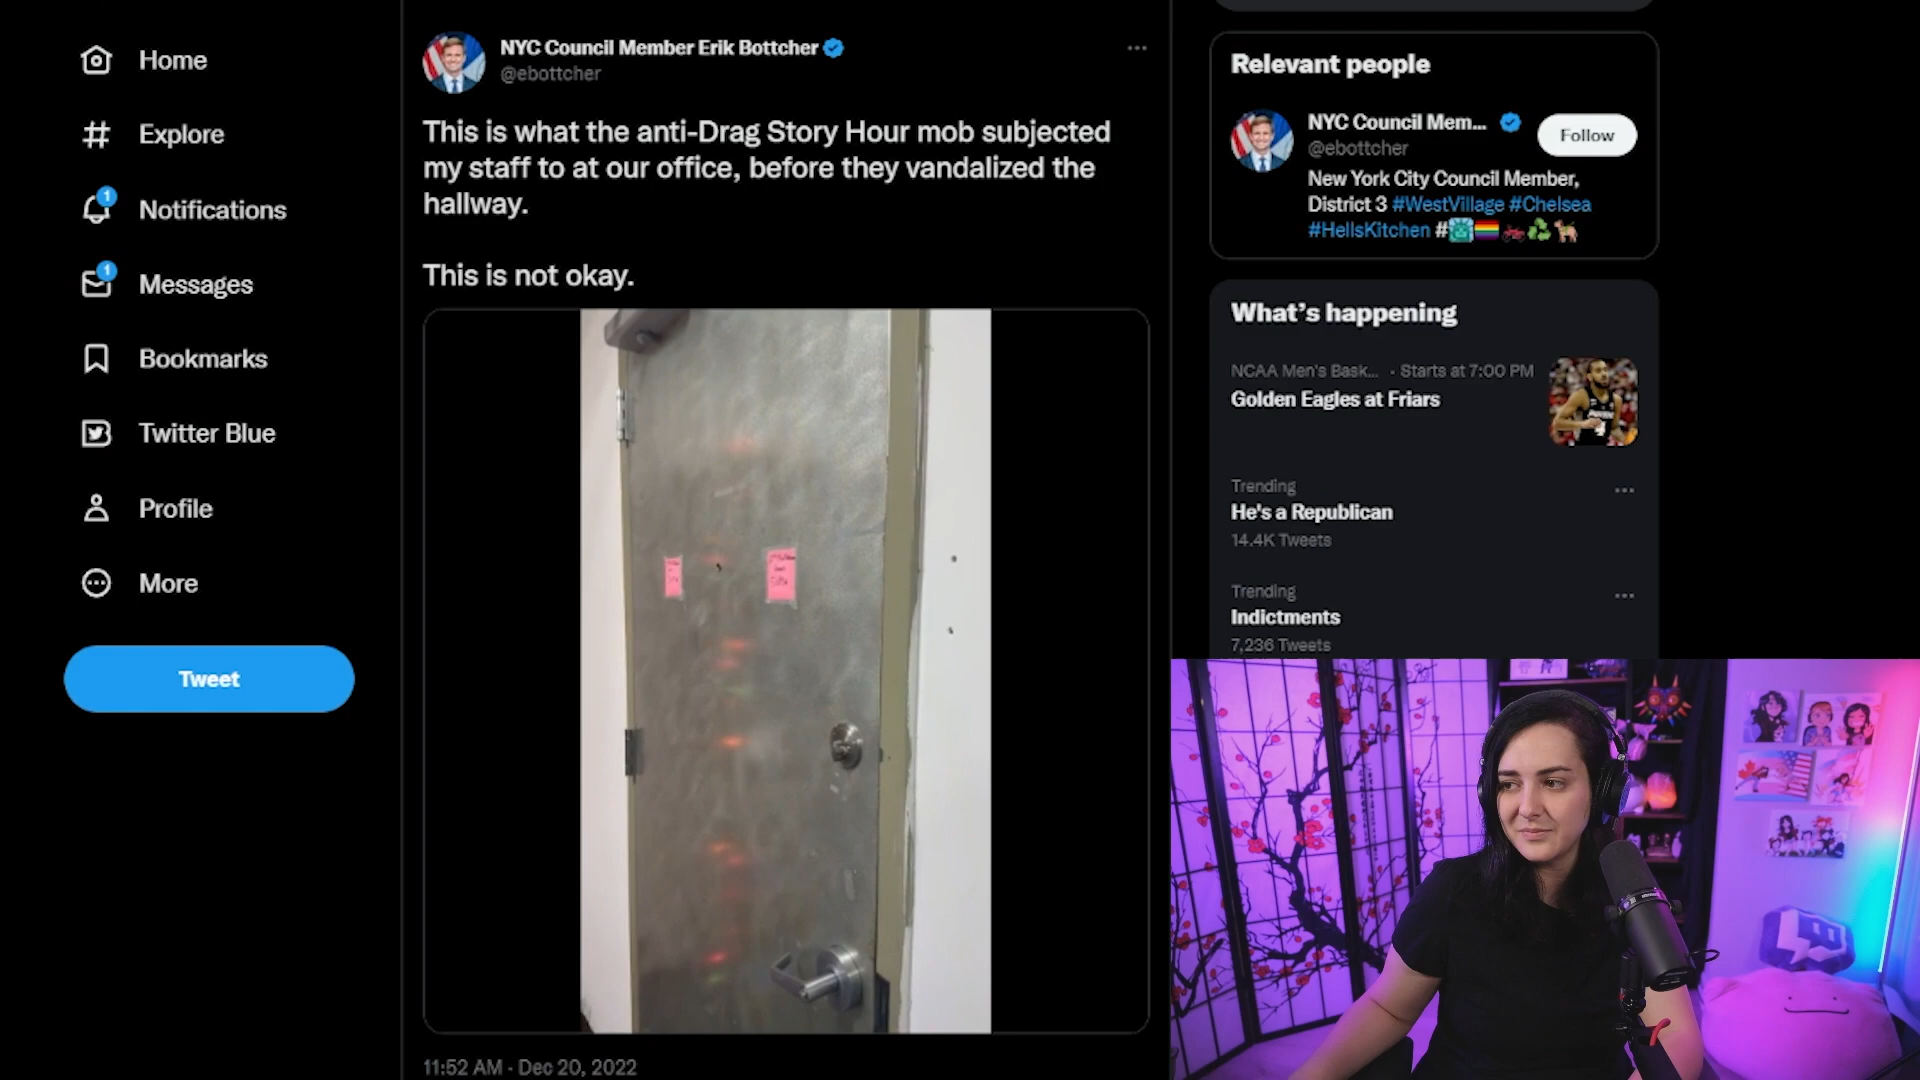 Home
Explore
1
Notifications
1
Messages
Bookmarks
Twitter Blue
Profile
More
Tweet
NYC Council Member Erik Bottcher
@ebottcher
This is what the anti-Drag Story Hour mob subjected
my staff to at our office, before they vandalized the
hallway.
This is not okay.
11:52 AM · Dec 20, 2022
Relevant people
NYC Council Mem...
@ebottcher
Follow
New York City Council Member,
District 3 #WestVillage #Chelsea
#HellsKitchen #
What's happening
NCAA Men's Bask... · Starts at 7:00 PM
Golden Eagles at Friars
Trending
He's a Republican
14.4K Tweets
Trending
Indictments
7,236 Tweets